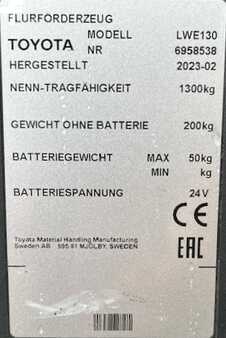 FLURFÖRDERZEUG
TOYOTA MODELL LWE130
NR 6958538
HERGESTELLT 2023-02
NENN-TRAGFÄHIGKEIT 1300kg
GEWICHT OHNE BATTERIE 200kg
BATTERIEGEWICHT MAX 50kg
MIN kg
BATTERIESPANNUNG 24V
CE
Toyota Material Handling Manufacturing
Sweden AB 595 81 MJÖLBY, SWEDEN
EAC